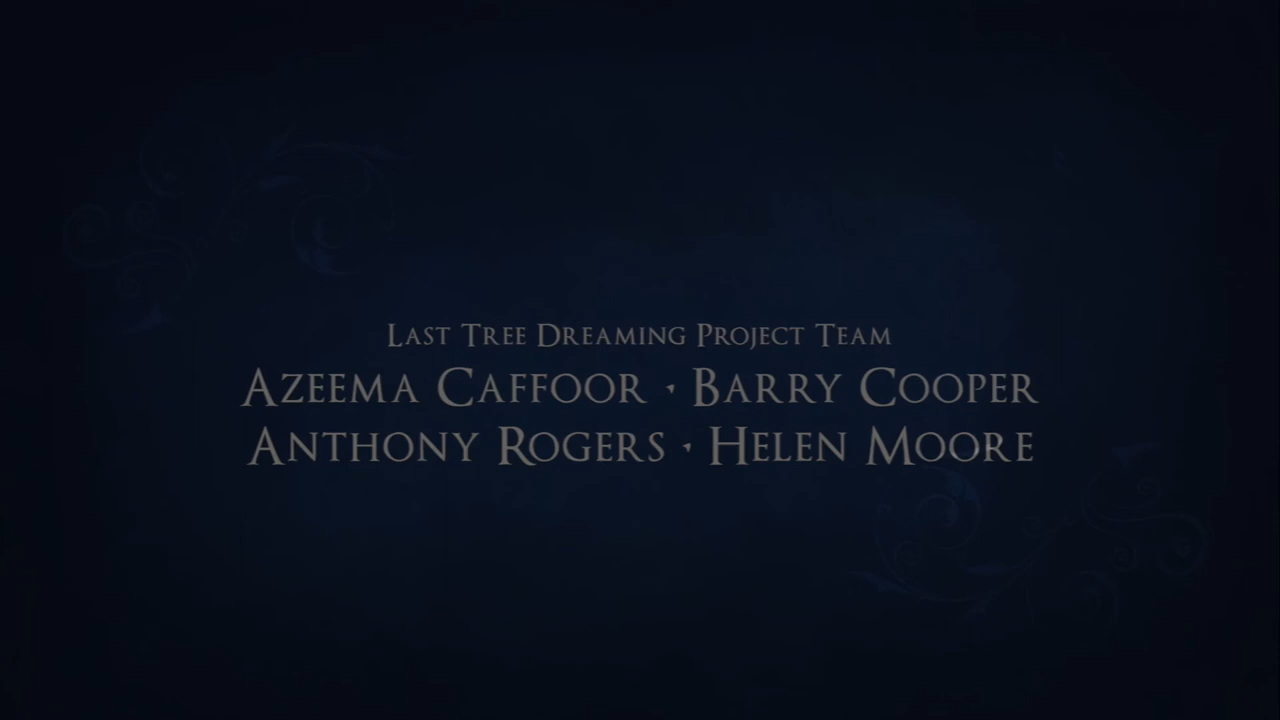 Last Tree Dreaming Project Team
Azeema Caffoor · Barry Cooper
Anthony Rogers · Helen Moore